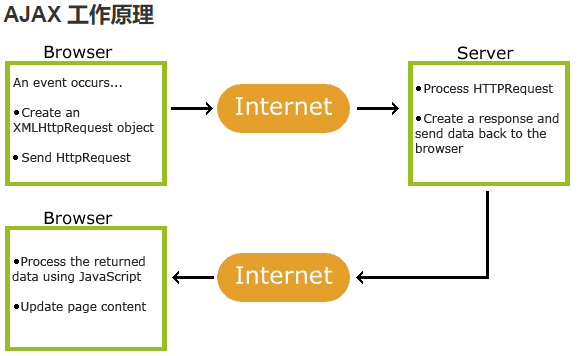 AJAX 工作原理
Browser
An event occurs...
•Create an
XMLHttpRequest object
•Send HttpRequest
Internet
Server
•Process HTTPRequest
•Create a response and
send data back to the
browser
Browser
•Process the returned
data using JavaScript
•Update page content
Internet